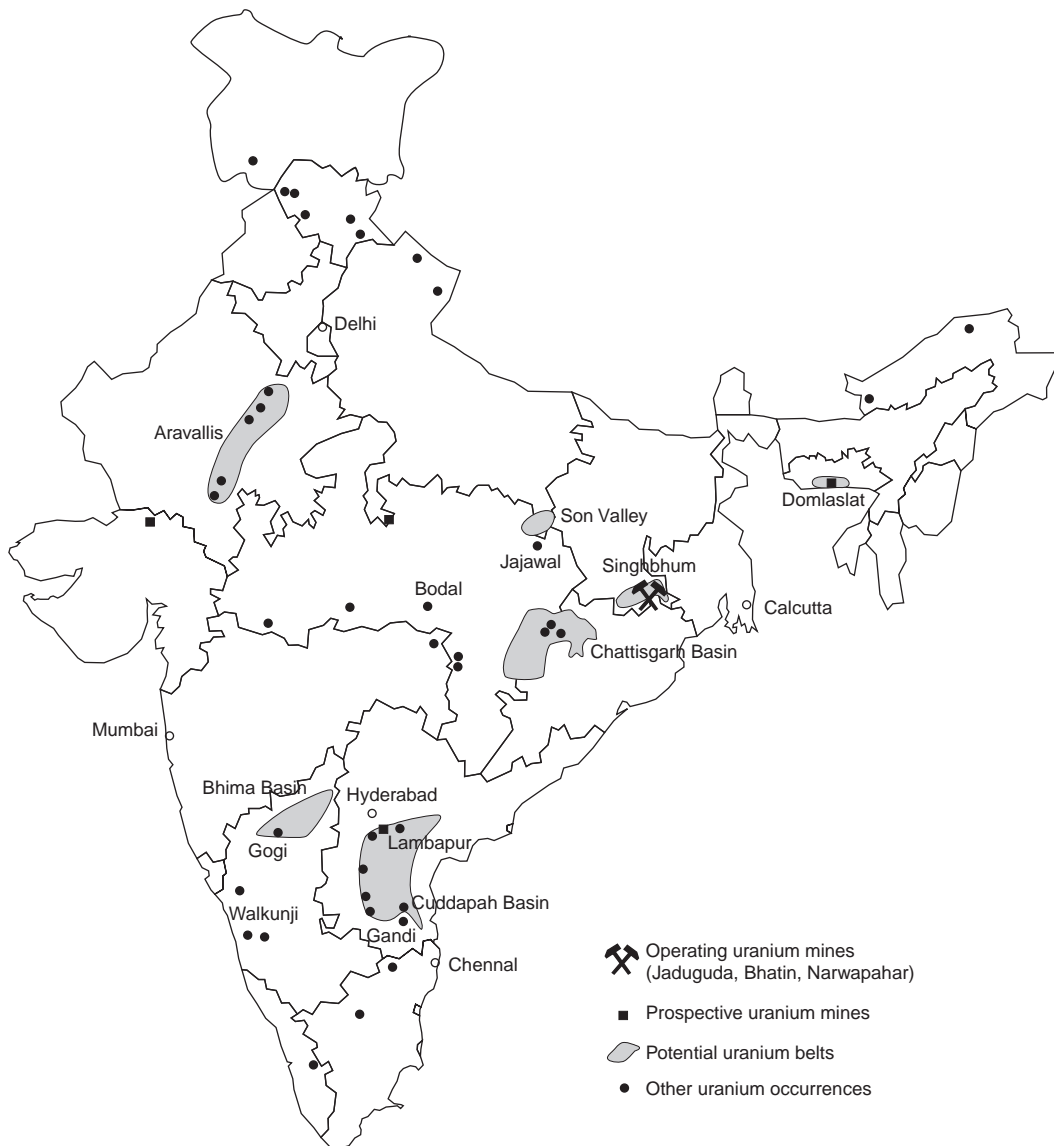 Delhi
Aravallis
Domlaslat
Son Valley
Jajawal
Singhbhum
Bodal
Calcutta
Chattisgarh Basin
Mumbai
Bhima Basin
Hyderabad
Gogi
Lambapur
Cuddapah Basin
Walkunji
Gandi
Chennal
Operating uranium mines
(Jaduguda, Bhatin, Narwapahar)
Prospective uranium mines
Potential uranium belts
Other uranium occurrences